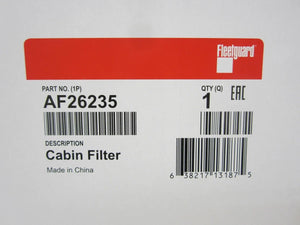 Fleetguard
PART NO. (1P) QTY (Q)
AF26235 1 EAC
DESCRIPTION
Cabin Filter
Made in China
6 38217 13187 5